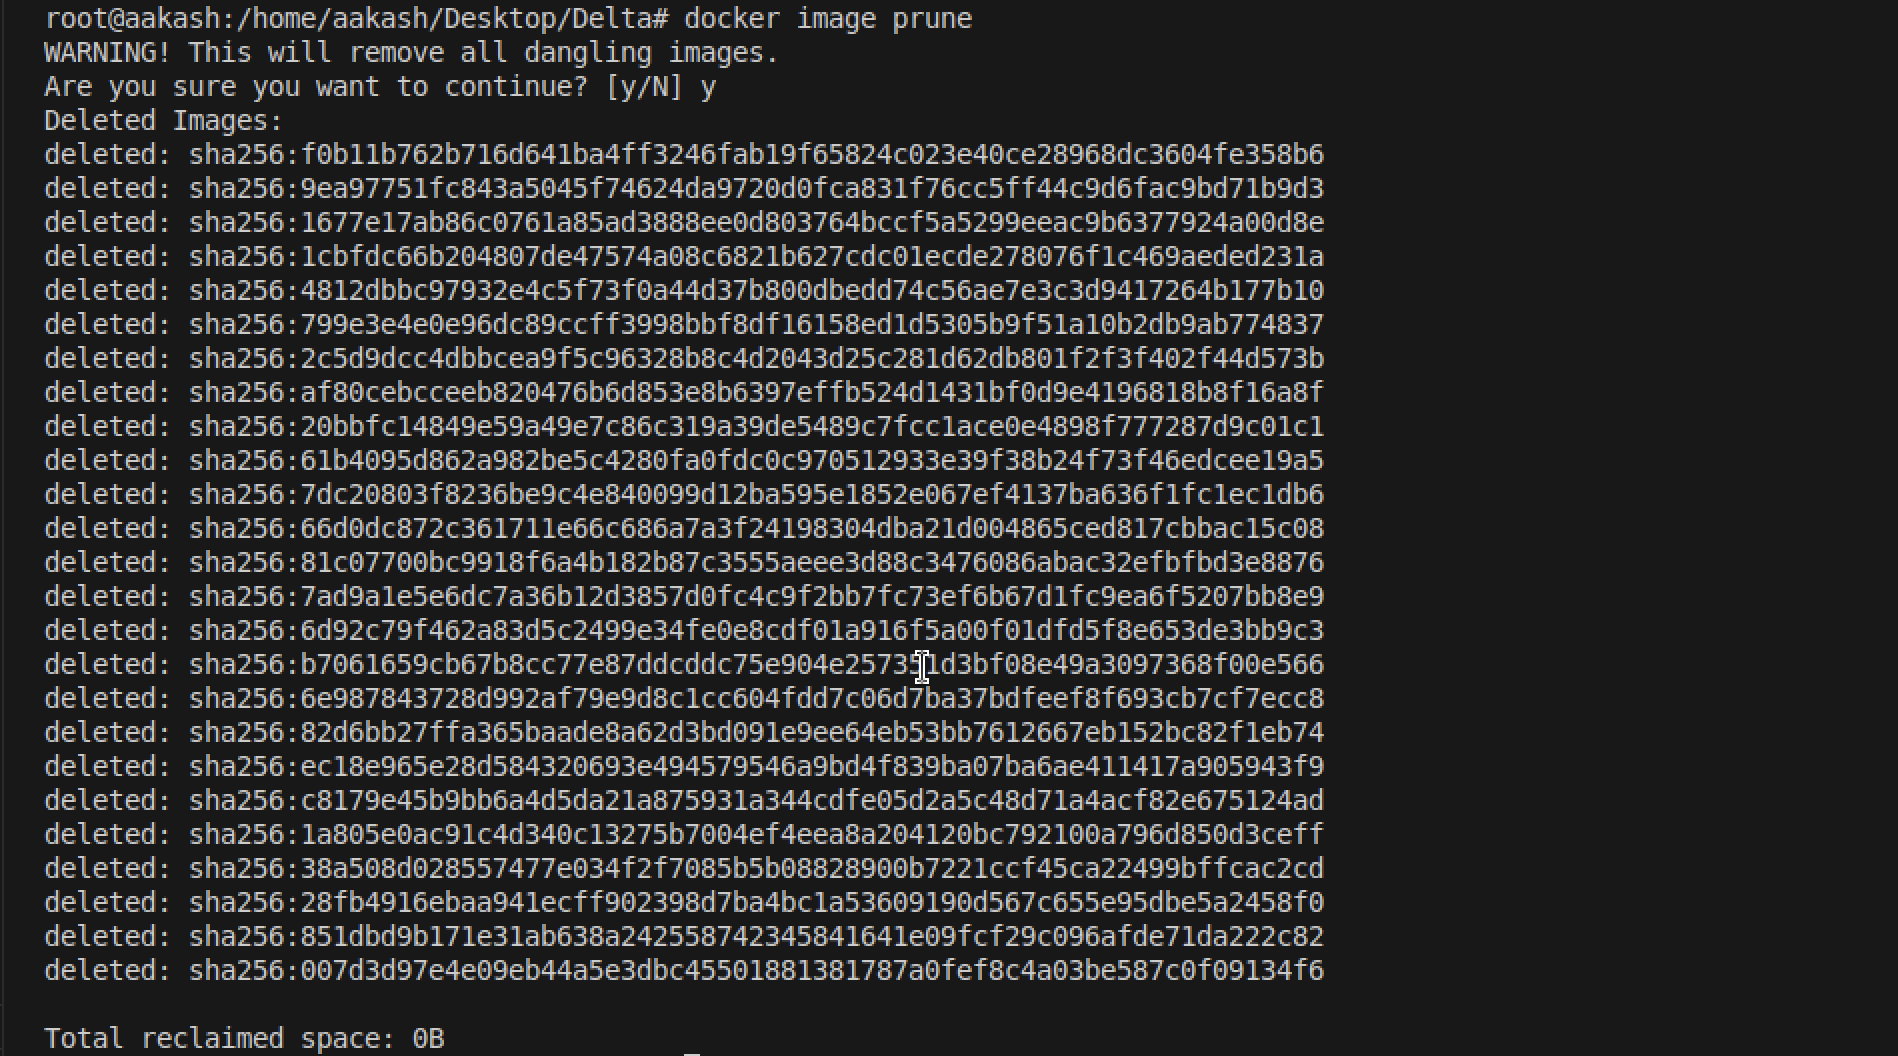 root@aakash:/home/aakash/Desktop/Delta# docker image prune
WARNING! This will remove all dangling images.
Are you sure you want to continue? [y/N] y
Deleted Images:
deleted: sha256:f0b11b762b716d641ba4ff3246fab19f65824c023e40ce28968dc3604fe358b6
deleted: sha256:9ea97751fc843a5045f74624da9720d0fca831f76cc5ff44c9d6fac9bd71b9d3
deleted: sha256:1677e17ab86c0761a85ad3888ee0d803764bccf5a5299eeac9b6377924a00d8e
deleted: sha256:1cbfdc66b204807de47574a08c6821b627cdc01ecde278076f1c469aeded231a
deleted: sha256:4812dbbc97932e4c5f73f0a44d37b800dbedd74c56ae7e3c3d9417264b177b10
deleted: sha256:799e3e4e0e96dc89ccff3998bbf8df16158ed1d5305b9f51a10b2db9ab774837
deleted: sha256:2c5d9dcc4dbbcea9f5c96328b8c4d2043d25c281d62db801f2f3f402f44d573b
deleted: sha256:af80cebcceeb820476b6d853e8b6397effb524d1431bf0d9e4196818b8f16a8f
deleted: sha256:20bbfc14849e59a49e7c86c319a39de5489c7fcc1ace0e4898f777287d9c01c1
deleted: sha256:61b4095d862a982be5c4280fa0fdc0c970512933e39f38b24f73f46edcee19a5
deleted: sha256:7dc20803f8236be9c4e840099d12ba595e1852e067ef4137ba636f1fc1ec1db6
deleted: sha256:66d0dc872c361711e66c686a7a3f24198304dba21d004865ced817cbbac15c08
deleted: sha256:81c07700bc9918f6a4b182b87c3555aeee3d88c3476086abac32efbfbd3e8876
deleted: sha256:7ad9a1e5e6dc7a36b12d3857d0fc4c9f2bb7fc73ef6b67d1fc9ea6f5207bb8e9
deleted: sha256:6d92c79f462a83d5c2499e34fe0e8cdf01a916f5a00f01dfd5f8e653de3bb9c3
deleted: sha256:b7061659cb67b8cc77e87ddcddc75e904e257351d3bf08e49a3097368f00e566
deleted: sha256:6e987843728d992af79e9d8c1cc604fdd7c06d7ba37bdfeef8f693cb7cf7ecc8
deleted: sha256:82d6bb27ffa365baade8a62d3bd091e9ee64eb53bb7612667eb152bc82f1eb74
deleted: sha256:ec18e965e28d584320693e494579546a9bd4f839ba07ba6ae411417a905943f9
deleted: sha256:c8179e45b9bb6a4d5da21a875931a344cdfe05d2a5c48d71a4acf82e675124ad
deleted: sha256:1a805e0ac91c4d340c13275b7004ef4eea8a204120bc792100a796d850d3ceff
deleted: sha256:38a508d028557477e034f2f7085b5b08828900b7221ccf45ca22499bffcac2cd
deleted: sha256:28fb4916ebaa941ecff902398d7ba4bc1a53609190d567c655e95dbe5a2458f0
deleted: sha256:851dbd9b171e31ab638a242558742345841641e09fcf29c096afde71da222c82
deleted: sha256:007d3d97e4e09eb44a5e3dbc45501881381787a0fef8c4a03be587c0f09134f6
Total reclaimed space: 0B